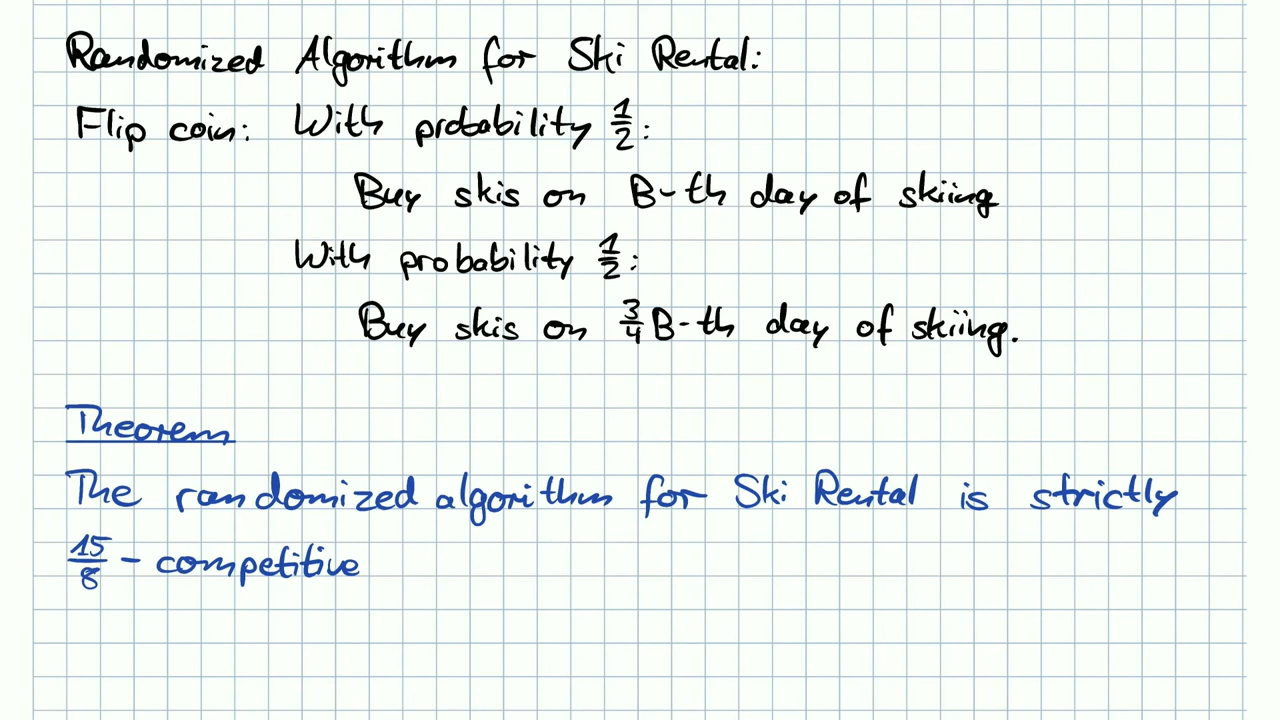 Randomized Algorithm for Ski Rental:
Flip coin: With probability 1/2:
Buy skis on B-th day of skiing
With probability 1/2:
Buy skis on 3/4 B-th day of skiing.
Theorem
The randomized algorithm for Ski Rental is strictly
15/8 - competitive